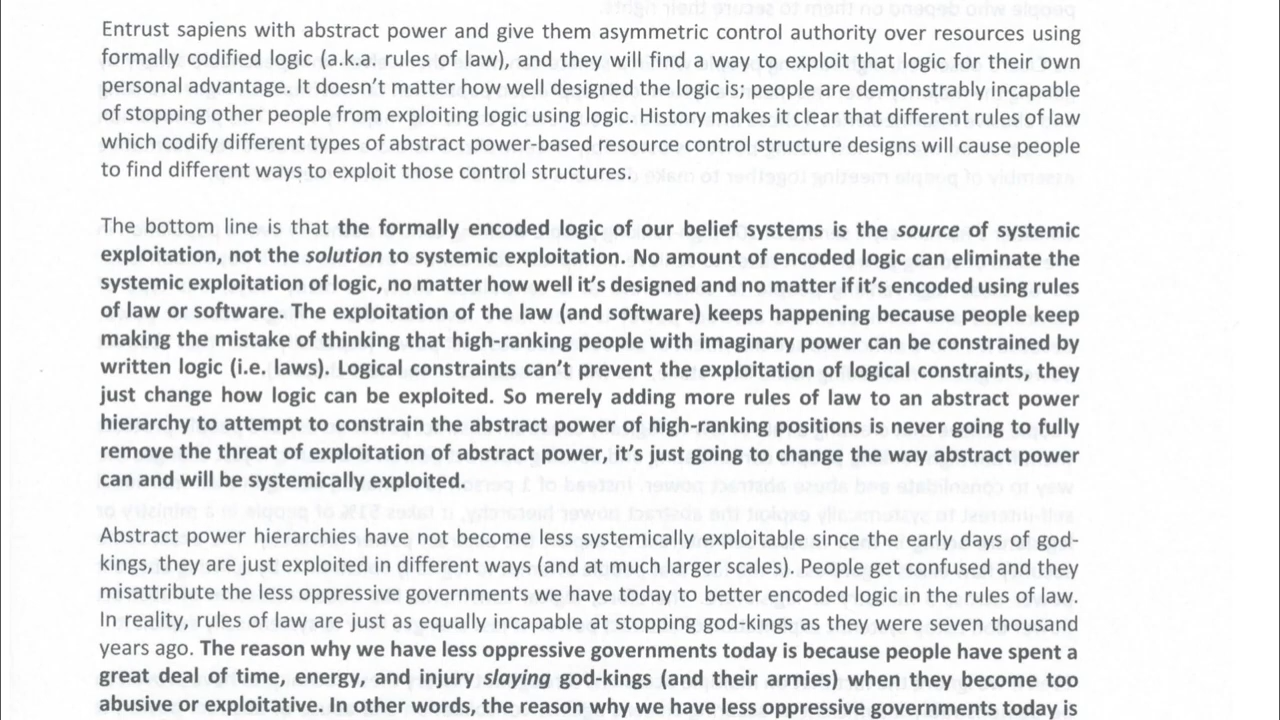 Entrust sapiens with abstract power and give them asymmetric control authority over resources using
formally codified logic (a.k.a. rules of law), and they will find a way to exploit that logic for their own
personal advantage. It doesn't matter how well designed the logic is; people are demonstrably incapable
of stopping other people from exploiting logic using logic. History makes it clear that different rules of law
which codify different types of abstract power-based resource control structure designs will cause people
to find different ways to exploit those control structures.
The bottom line is that the formally encoded logic of our belief systems is the source of systemic
exploitation, not the solution to systemic exploitation. No amount of encoded logic can eliminate the
systemic exploitation of logic, no matter how well it's designed and no matter if it's encoded using rules
of law or software. The exploitation of the law (and software) keeps happening because people keep
making the mistake of thinking that high-ranking people with imaginary power can be constrained by
written logic (i.e. laws). Logical constraints can't prevent the exploitation of logical constraints, they
just change how logic can be exploited. So merely adding more rules of law to an abstract power
hierarchy to attempt to constrain the abstract power of high-ranking positions is never going to fully
remove the threat of exploitation of abstract power, it's just going to change the way abstract power
can and will be systemically exploited.
Abstract power hierarchies have not become less systemically exploitable since the early days of god-
kings, they are just exploited in different ways (and at much larger scales). People get confused and they
misattribute the less oppressive governments we have today to better encoded logic in the rules of law.
In reality, rules of law are just as equally incapable at stopping god-kings as they were seven thousand
years ago. The reason why we have less oppressive governments today is because people have spent a
great deal of time, energy, and injury slaying god-kings (and their armies) when they become too
abusive or exploitative. In other words, the reason why we have less oppressive governments today is